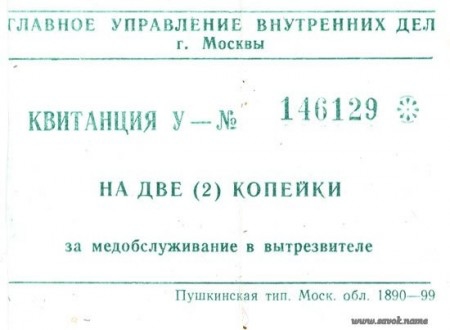 ГЛАВНОЕ УПРАВЛЕНИЕ ВНУТРЕННИХ ДЕЛ
г. Москвы
КВИТАНЦИЯ У — № 146129
НА ДВЕ (2) КОПЕЙКИ
за медобслуживание в вытрезвителе
Пушкинская тип. Моск. обл. 1890—99
www.savok.name